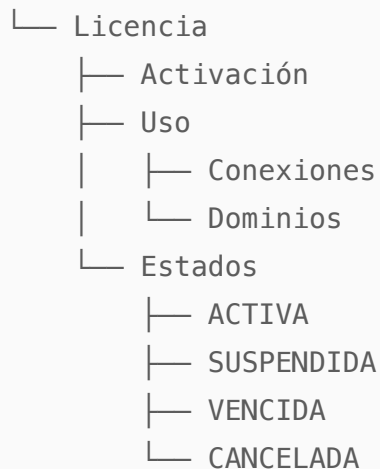 └── Licencia
    ├── Activación
    ├── Uso
    │   ├── Conexiones
    │   └── Dominios
    └── Estados
        ├── ACTIVA
        ├── SUSPENDIDA
        ├── VENCIDA
        └── CANCELADA